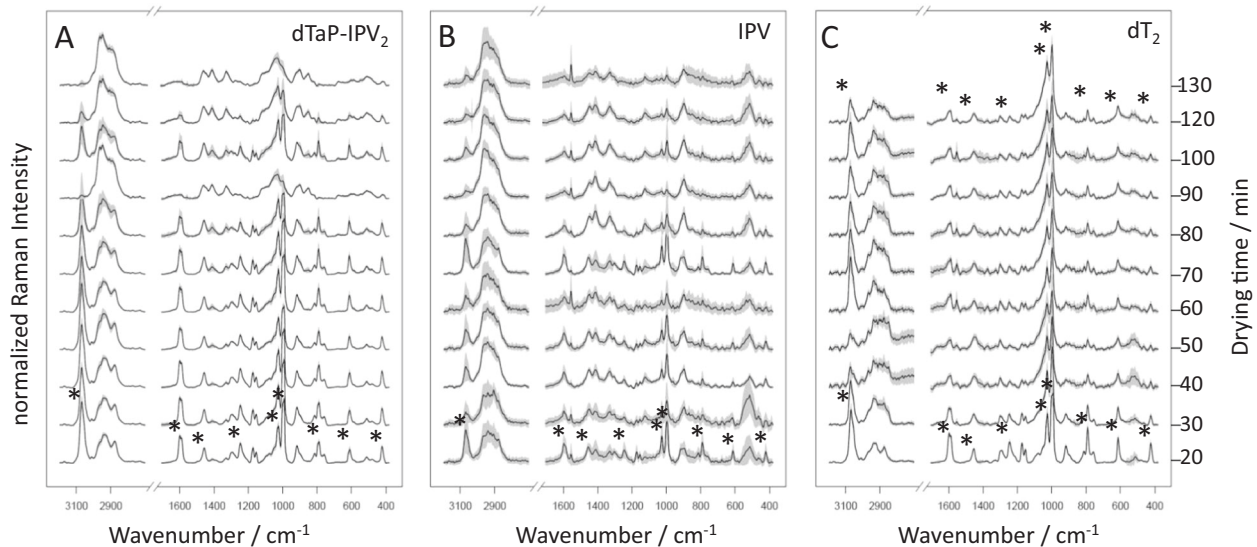 A
dTaP-IPV₂
B
IPV
C
dT₂
normalized Raman Intensity
130
120
100
90
80
70
60
50
40
30
20
Drying time / min
3100 2900 1600 1400 1200 1000 800 600 400
3100 2900 1600 1400 1200 1000 800 600 400
3100 2900 1600 1400 1200 1000 800 600 400
Wavenumber / cm⁻¹
Wavenumber / cm⁻¹
Wavenumber / cm⁻¹